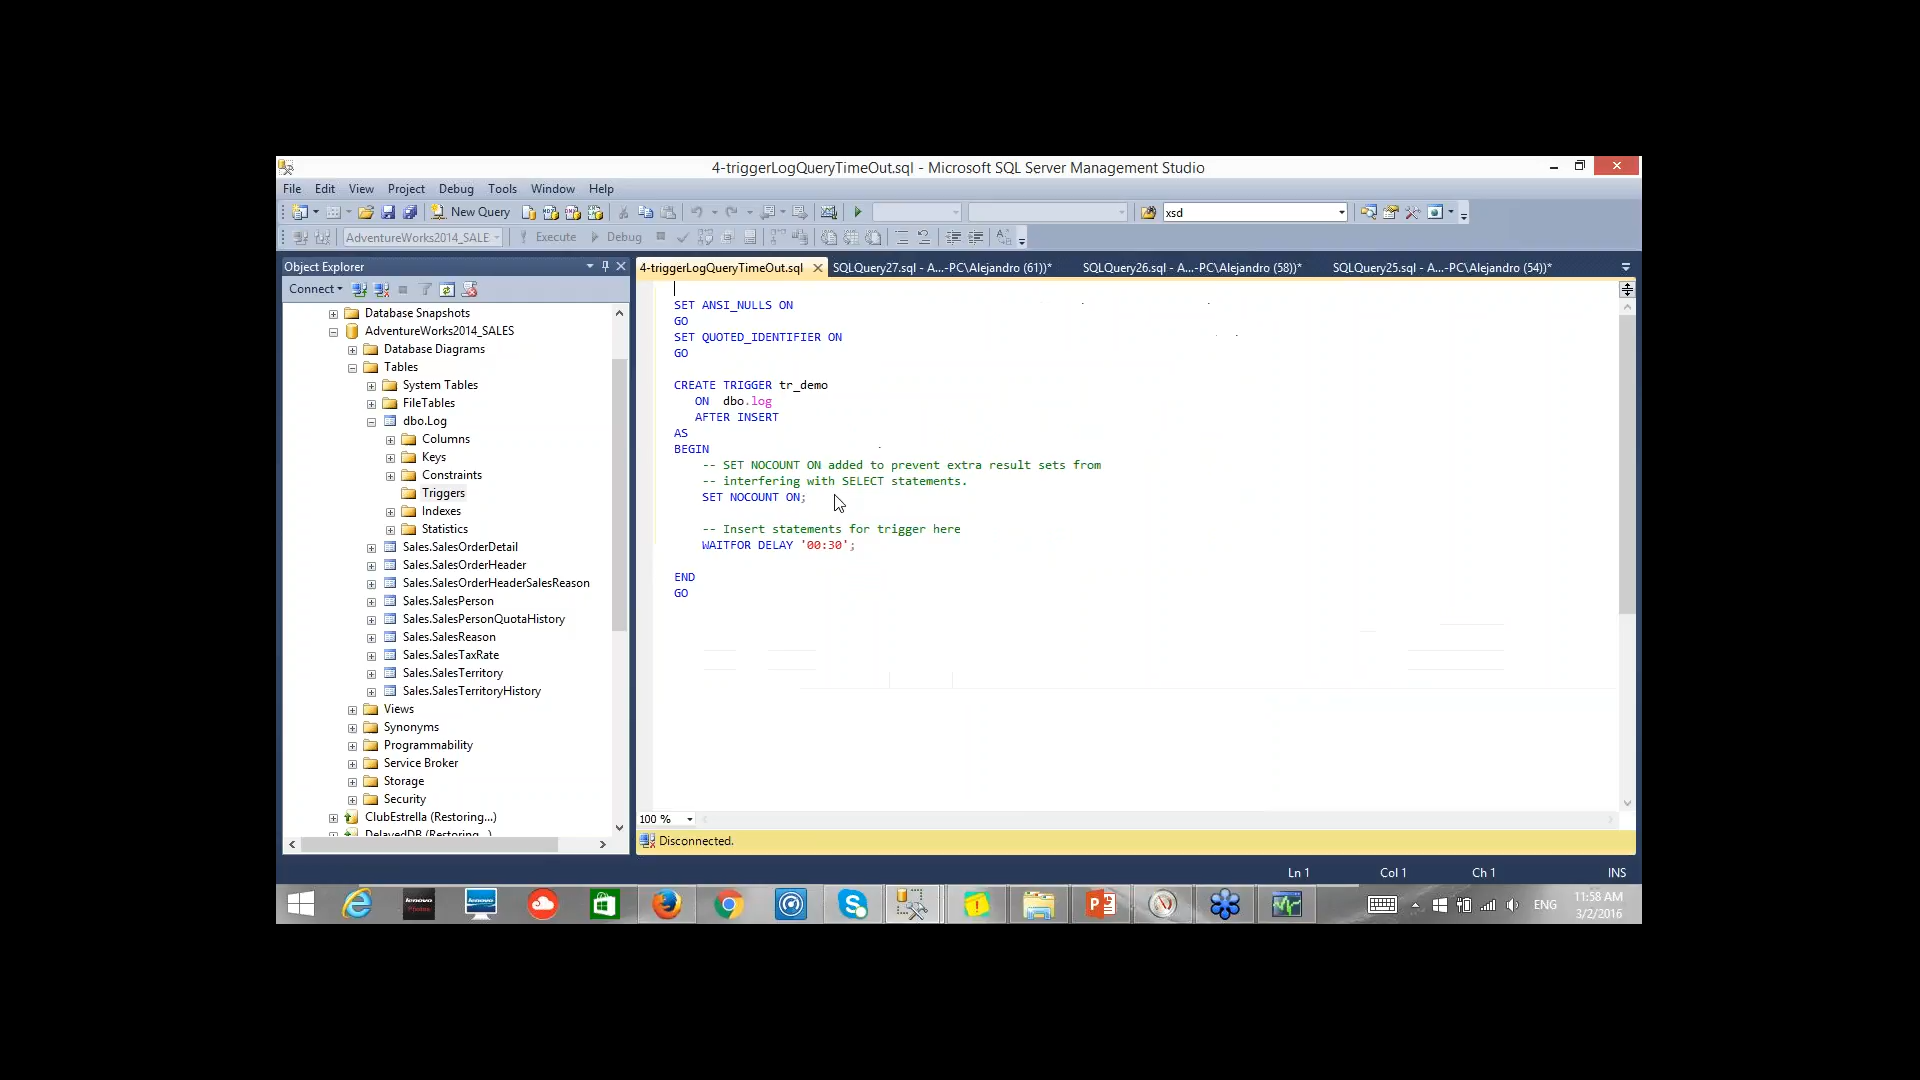 4-triggerLogQueryTimeOut.sql - Microsoft SQL Server Management Studio
File Edit View Project Debug Tools Window Help
New Query
xsd
AdventureWorks2014_SALE
Execute
Debug
Object Explorer
Connect
Database Snapshots
AdventureWorks2014_SALES
Database Diagrams
Tables
System Tables
FileTables
dbo.Log
Columns
Keys
Constraints
Triggers
Indexes
Statistics
Sales.SalesOrderDetail
Sales.SalesOrderHeader
Sales.SalesOrderHeaderSalesReason
Sales.SalesPerson
Sales.SalesPersonQuotaHistory
Sales.SalesReason
Sales.SalesTaxRate
Sales.SalesTerritory
Sales.SalesTerritoryHistory
Views
Synonyms
Programmability
Service Broker
Storage
Security
ClubEstrella (Restoring...)
DelayedDB (Restoring...)
4-triggerLogQueryTimeOut.sql
SQLQuery27.sql - A...-PC\Alejandro (61))*
SQLQuery26.sql - A...-PC\Alejandro (58))*
SQLQuery25.sql - A...-PC\Alejandro (54))*
SET ANSI_NULLS ON
GO
SET QUOTED_IDENTIFIER ON
GO
CREATE TRIGGER tr_demo
ON dbo.log
AFTER INSERT
AS
BEGIN
-- SET NOCOUNT ON added to prevent extra result sets from
-- interfering with SELECT statements.
SET NOCOUNT ON;
-- Insert statements for trigger here
WAITFOR DELAY '00:30';
END
GO
100 %
Disconnected.
Ln 1 Col 1 Ch 1 INS
lenovo
lenovo
ENG
11:58 AM
3/2/2016